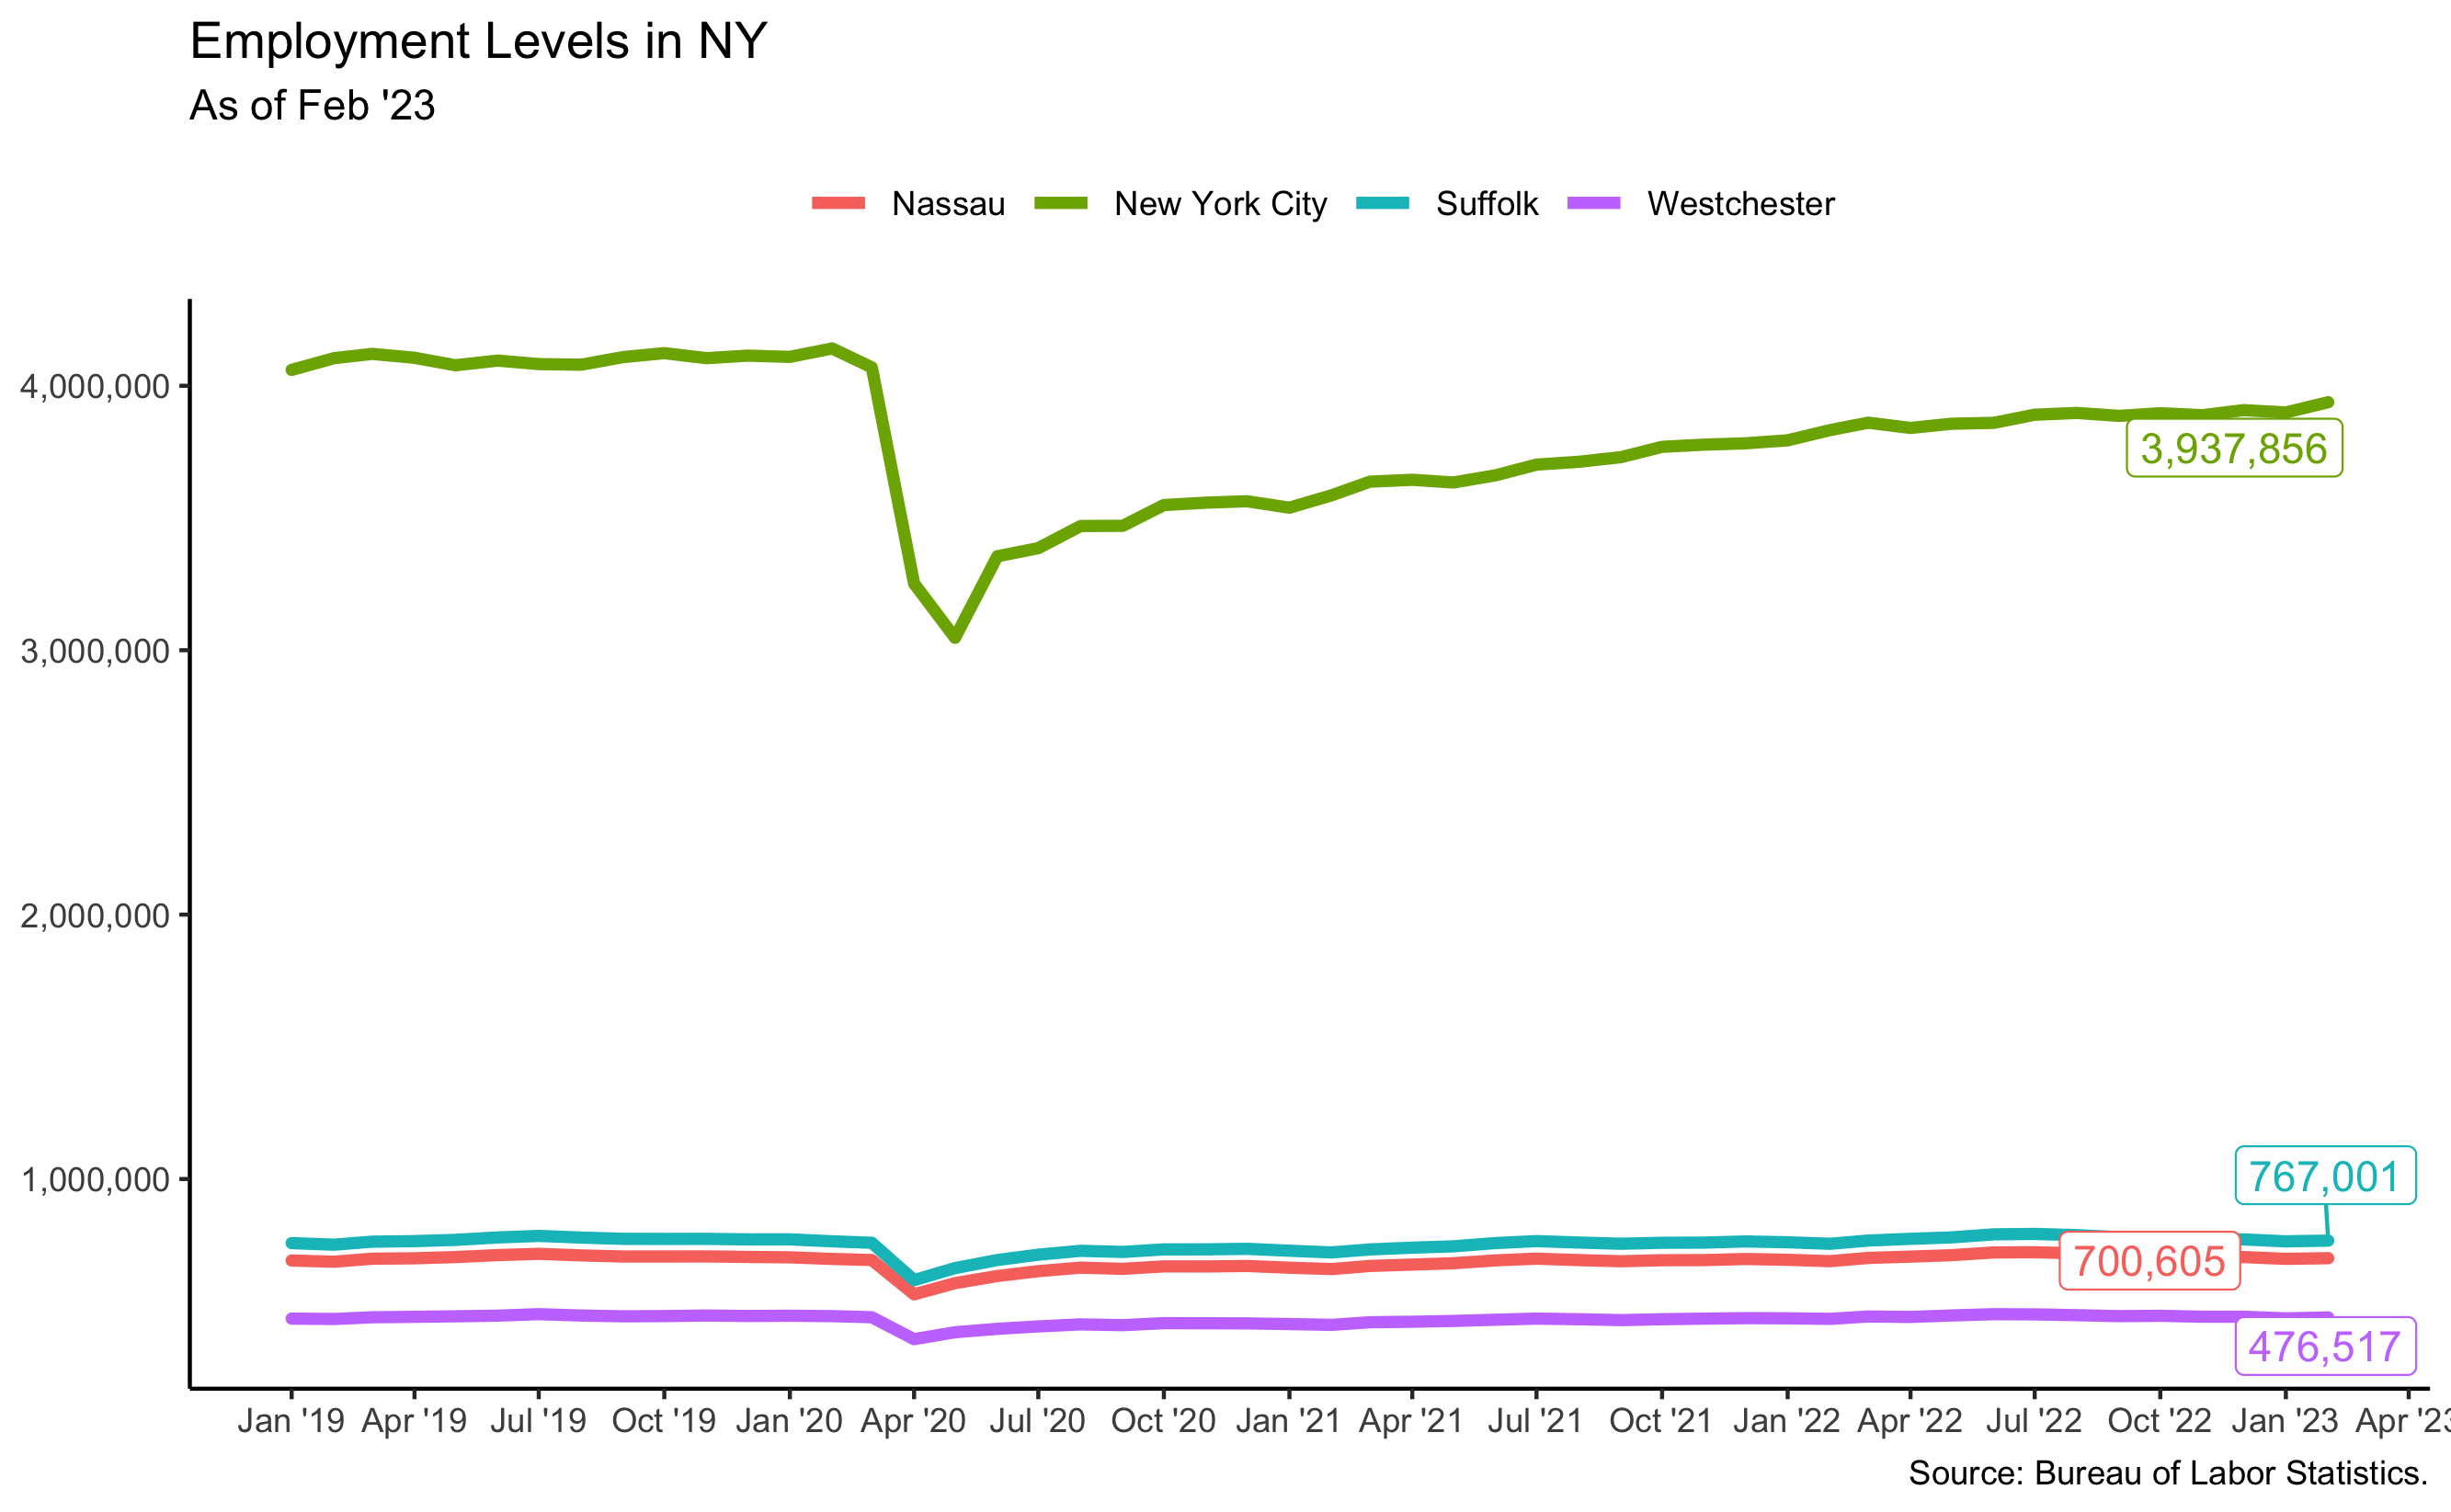 Employment Levels in NY
As of Feb '23
Nassau New York City Suffolk Westchester
4,000,000
3,937,856
3,000,000
2,000,000
1,000,000
767,001
700,605
476,517
Jan '19 Apr '19 Jul '19 Oct '19 Jan '20 Apr '20 Jul '20 Oct '20 Jan '21 Apr '21 Jul '21 Oct '21 Jan '22 Apr '22 Jul '22 Oct '22 Jan '23 Apr '23
Source: Bureau of Labor Statistics.